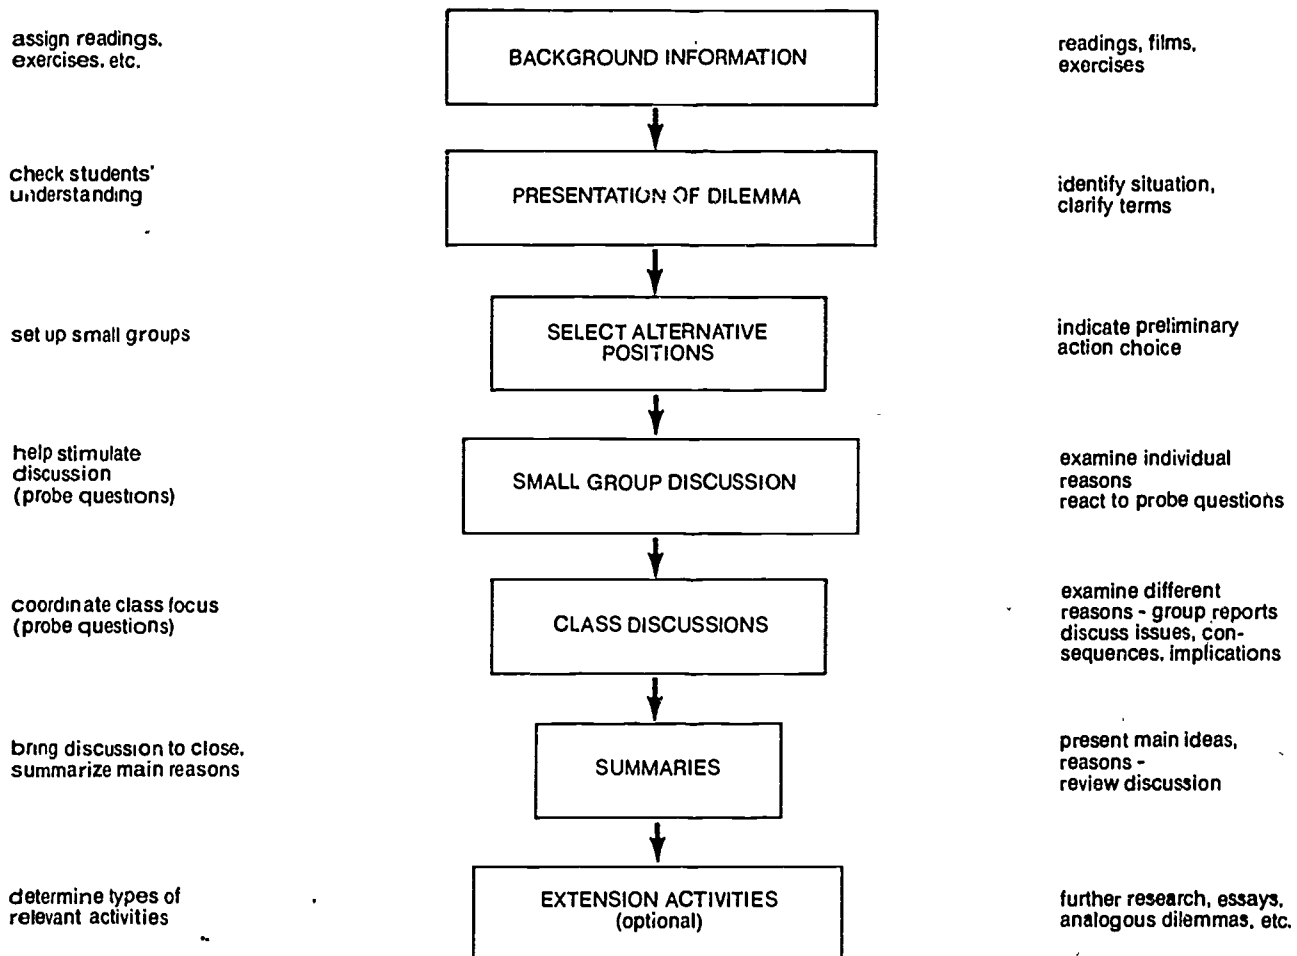 assign readings,
exercises, etc.
BACKGROUND INFORMATION
readings, films,
exercises
check students'
understanding
PRESENTATION OF DILEMMA
identify situation,
clarify terms
set up small groups
SELECT ALTERNATIVE
POSITIONS
indicate preliminary
action choice
help stimulate
discussion
(probe questions)
SMALL GROUP DISCUSSION
examine individual
reasons
react to probe questions
coordinate class focus
(probe questions)
CLASS DISCUSSIONS
examine different
reasons - group reports
discuss issues, con-
sequences, implications
bring discussion to close,
summarize main reasons
SUMMARIES
present main ideas,
reasons -
review discussion
determine types of
relevant activities
EXTENSION ACTIVITIES
(optional)
further research, essays,
analogous dilemmas, etc.